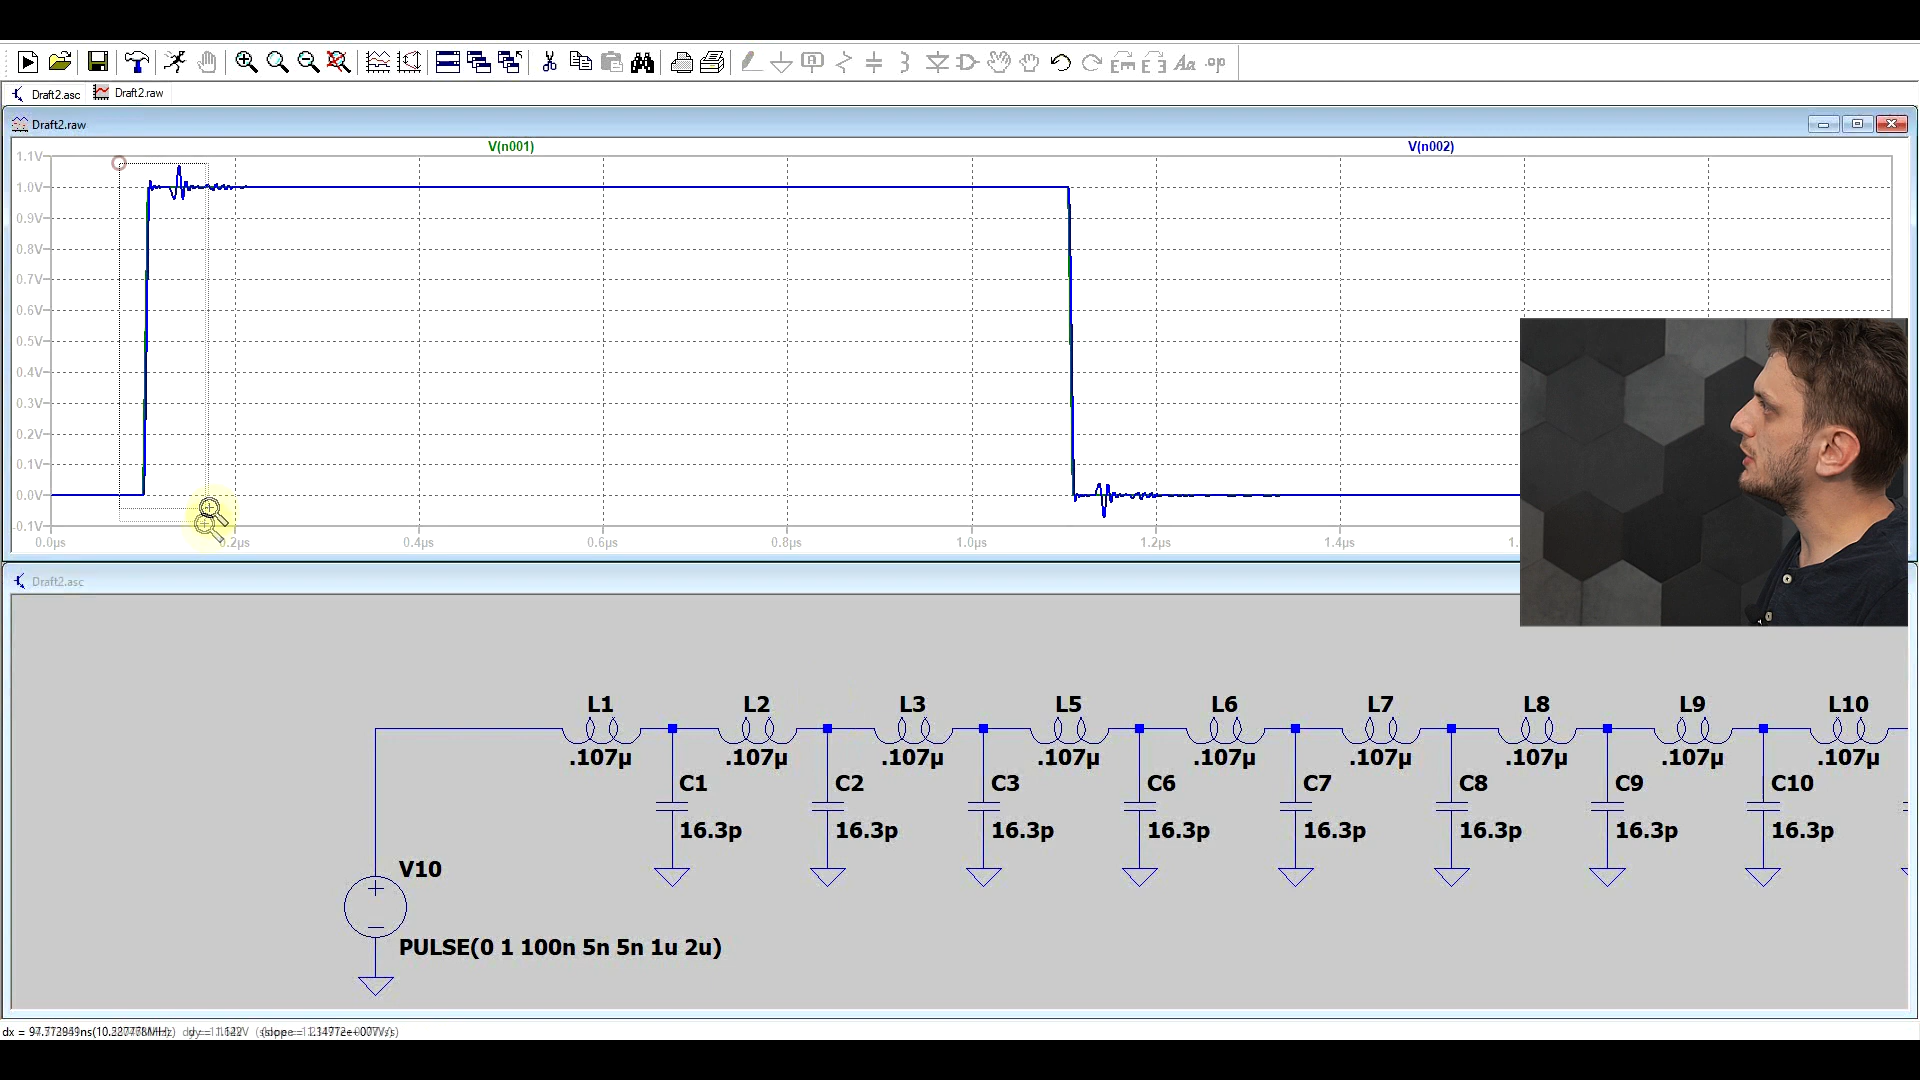 Draft2.asc Draft2.raw
Draft2.raw
V(n001) V(n002)
1.1V
1.0V
0.9V
0.8V
0.7V
0.6V
0.5V
0.4V
0.3V
0.2V
0.1V
0.0V
-0.1V
0.0µs 0.2µs 0.4µs 0.6µs 0.8µs 1.0µs 1.2µs 1.4µs
Draft2.asc
L1 L2 L3 L5 L6 L7 L8 L9 L10
.107µ .107µ .107µ .107µ .107µ .107µ .107µ .107µ .107µ
C1 C2 C3 C6 C7 C8 C9 C10
16.3p 16.3p 16.3p 16.3p 16.3p 16.3p 16.3p 16.3p
V10
PULSE(0 1 100n 5n 5n 1u 2u)